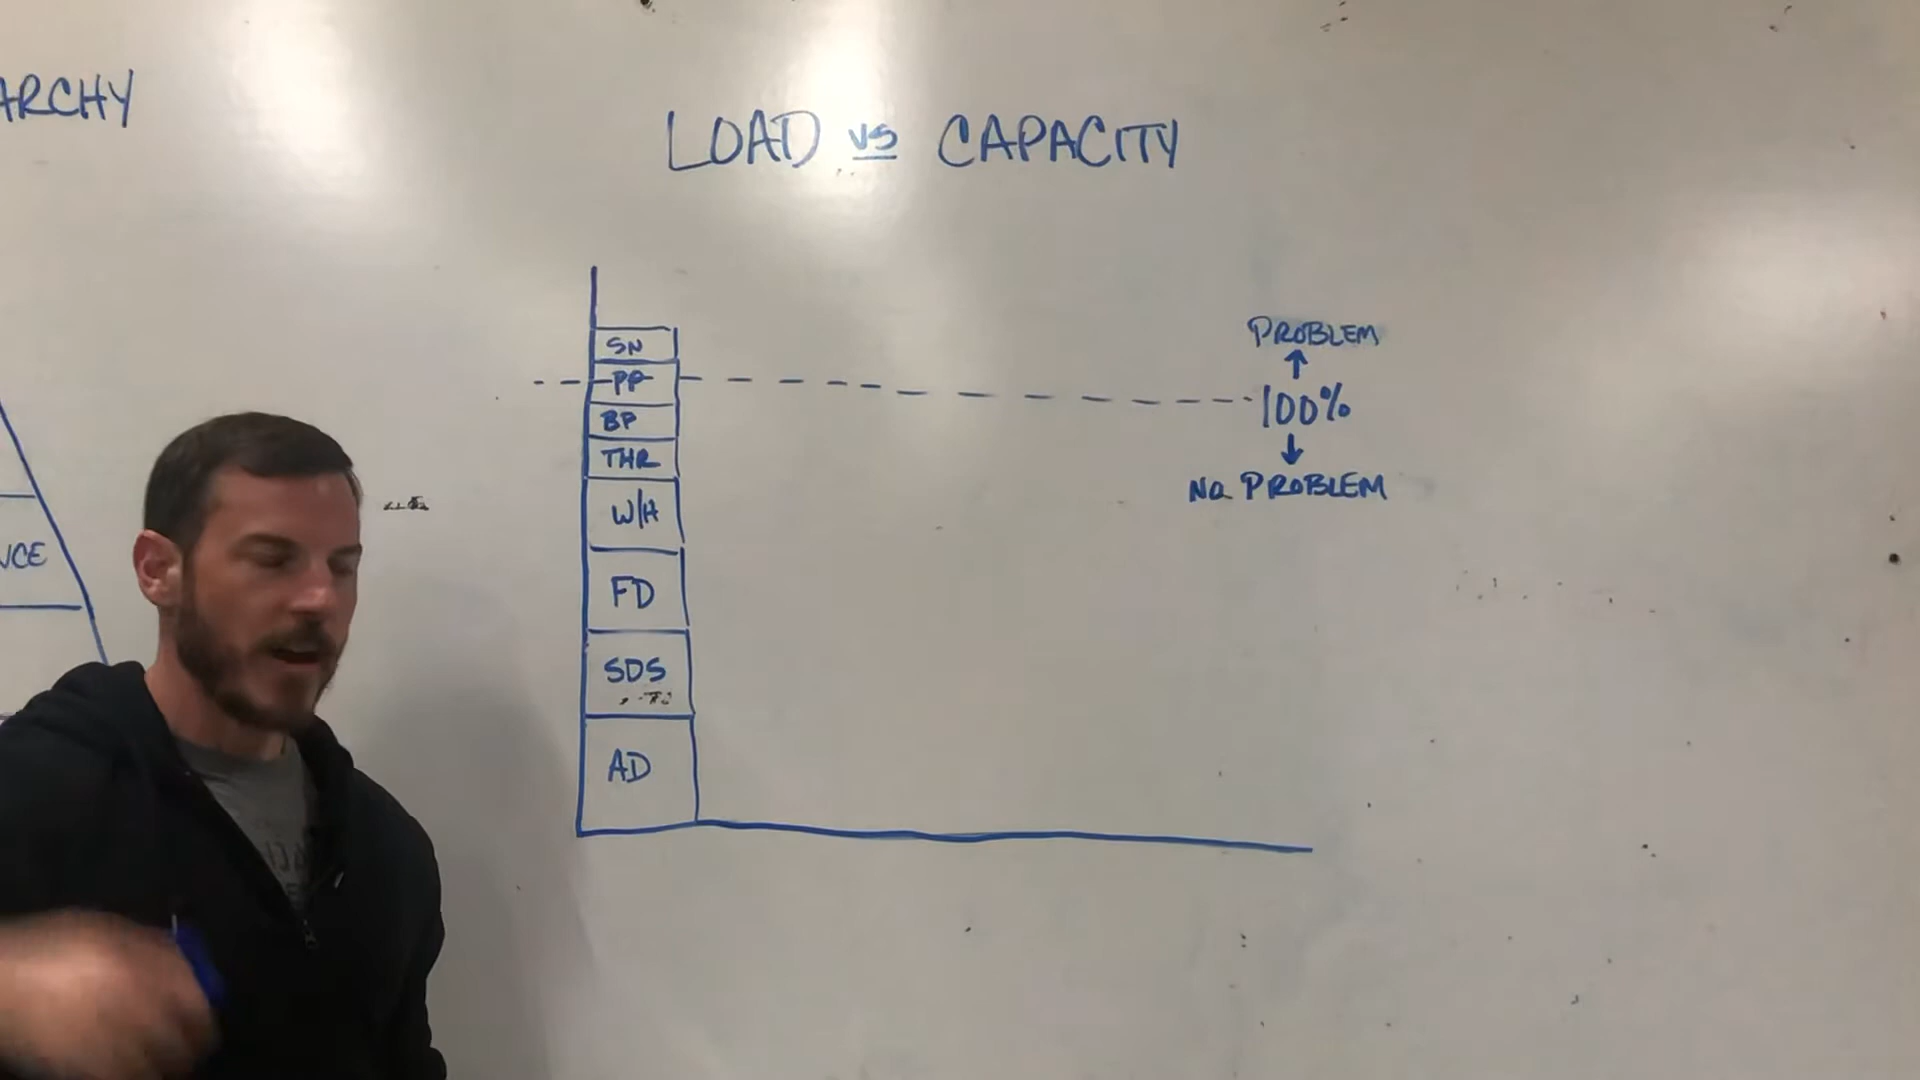 ARCHY
LOAD vs CAPACITY
SN
PP
BP
THR
W/H
FD
SDS
AD
PROBLEM
100%
NO PROBLEM
NCE